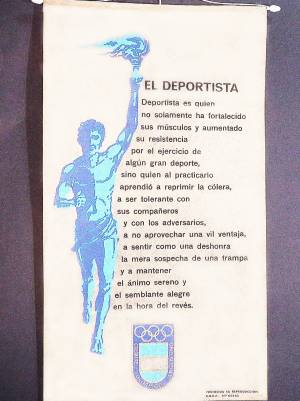 EL DEPORTISTA
Deportista es quien
no solamente ha fortalecido
sus músculos y aumentado
su resistencia
por el ejercicio de
algún gran deporte,
sino quien al practicarlo
aprendió a reprimir la cólera,
a ser tolerante con
sus compañeros
y con los adversarios,
a no aprovechar una vil ventaja,
a sentir como una deshonra
la mera sospecha de una trampa
y a mantener
el ánimo sereno y
el semblante alegre
en la hora del revés.
PROHIBIDA SU REPRODUCCION